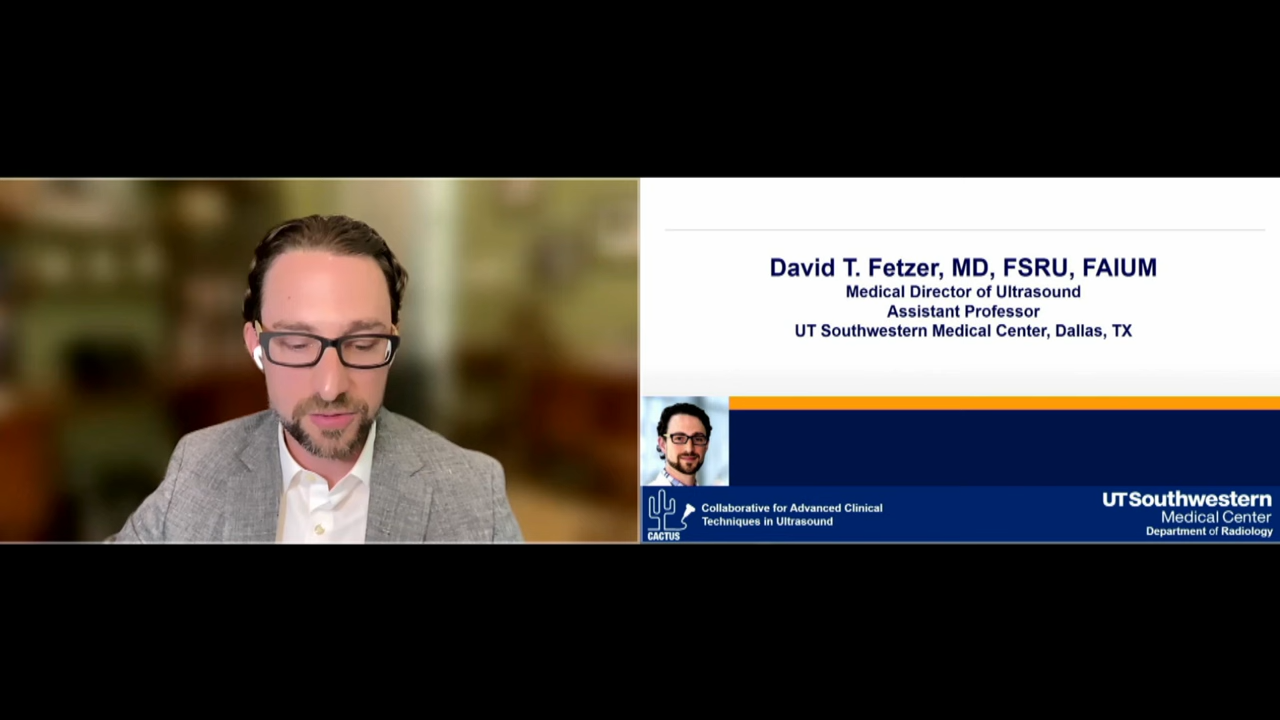 David T. Fetzer, MD, FSRU, FAIUM
Medical Director of Ultrasound
Assistant Professor
UT Southwestern Medical Center, Dallas, TX
CACTUS
Collaborative for Advanced Clinical
Techniques in Ultrasound
UTSouthwestern
Medical Center
Department of Radiology